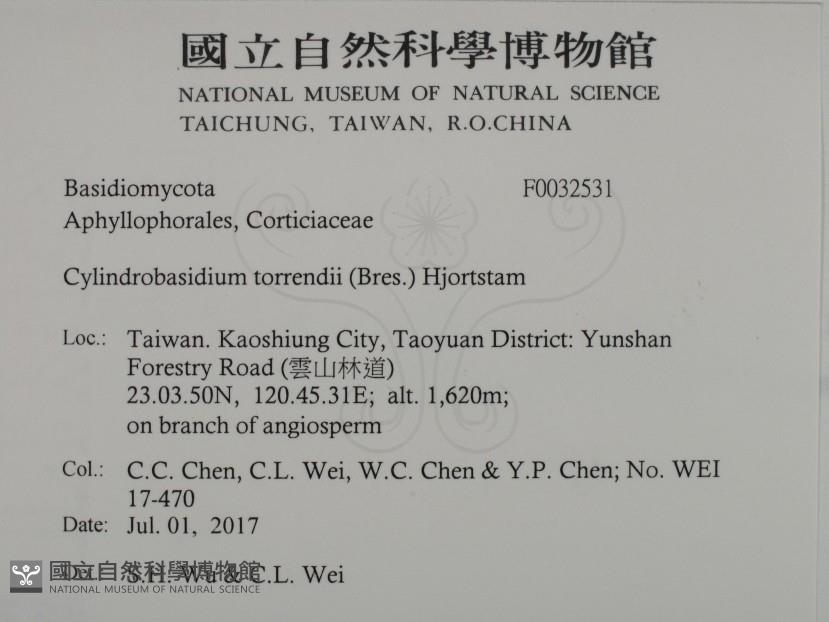 國立自然科學博物館
NATIONAL MUSEUM OF NATURAL SCIENCE
TAICHUNG, TAIWAN, R.O.CHINA
Basidiomycota F0032531
Aphyllophorales, Corticiaceae
Cylindrobasidium torrendii (Bres.) Hjortstam
Loc.: Taiwan. Kaoshiung City, Taoyuan District: Yunshan
Forestry Road (雲山林道)
23.03.50N, 120.45.31E; alt. 1,620m;
on branch of angiosperm
Col.: C.C. Chen, C.L. Wei, W.C. Chen & Y.P. Chen; No. WEI
17-470
Date: Jul. 01, 2017
S.H. Wu & C.L. Wei
國立自然科學博物館
NATIONAL MUSEUM OF NATURAL SCIENCE